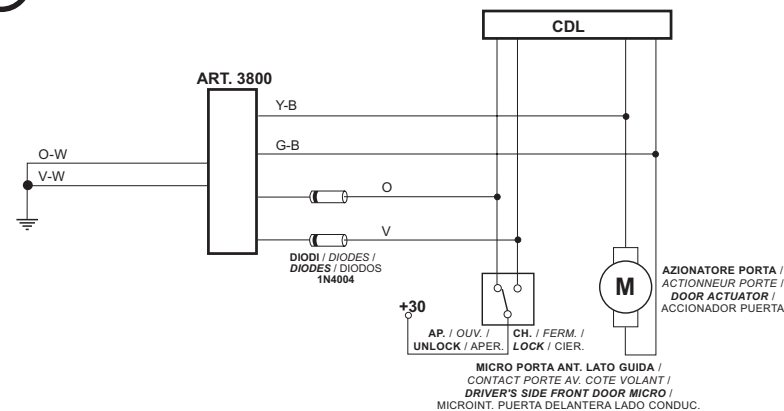 CDL
ART. 3800
Y-B
G-B
O-W
V-W
O
V
DIODI / DIODES /
DIODES / DIODOS
1N4004
M
AZIONATORE PORTA /
ACTIONNEUR PORTE /
DOOR ACTUATOR /
ACCIONADOR PUERTA
+30
AP. / OUV. /
UNLOCK / APER.
CH. / FERM. /
LOCK / CIER.
MICRO PORTA ANT. LATO GUIDA /
CONTACT PORTE AV. COTE VOLANT /
DRIVER'S SIDE FRONT DOOR MICRO /
MICROINT. PUERTA DELANTERA LADO CONDUC.